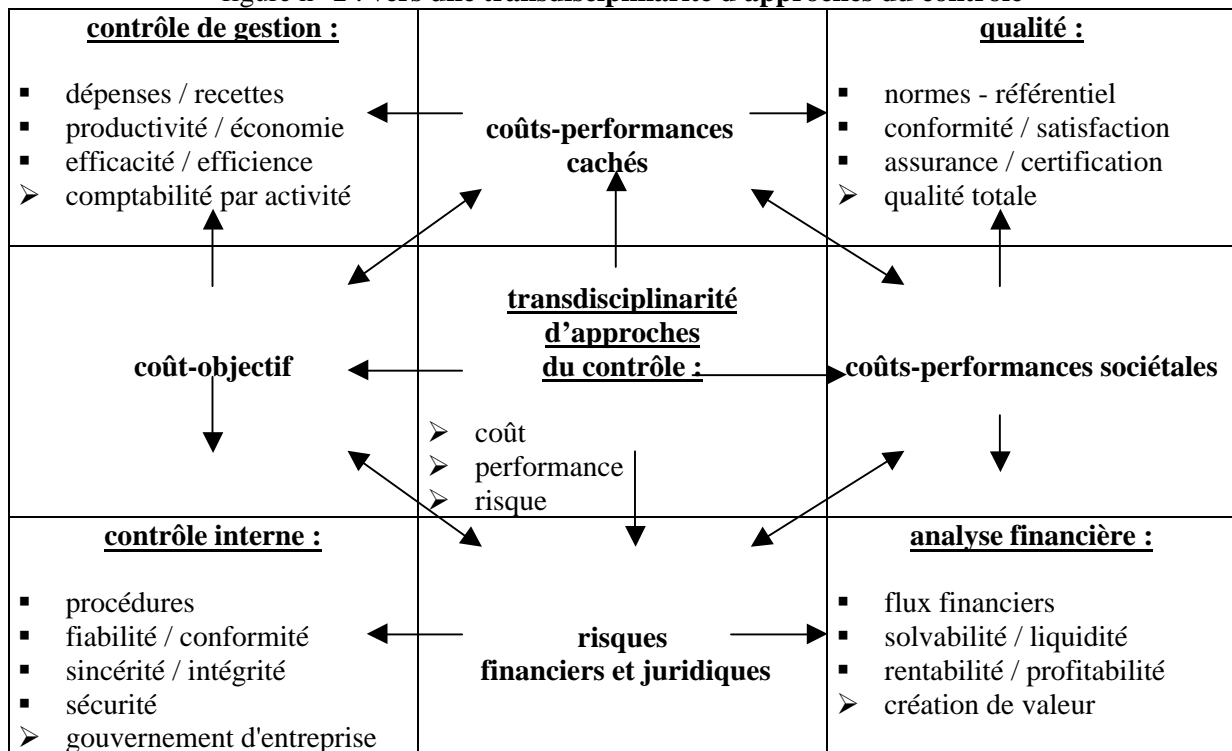 contrôle de gestion :
▪ dépenses / recettes
▪ productivité / économie
▪ efficacité / efficience
➢ comptabilité par activité
coûts-performances
cachés
qualité :
▪ normes - référentiel
▪ conformité / satisfaction
▪ assurance / certification
➢ qualité totale
coût-objectif
transdisciplinarité
d'approches
du contrôle :
➢ coût
➢ performance
➢ risque
coûts-performances sociétales
contrôle interne :
▪ procédures
▪ fiabilité / conformité
▪ sincérité / intégrité
▪ sécurité
➢ gouvernement d'entreprise
risques
financiers et juridiques
analyse financière :
▪ flux financiers
▪ solvabilité / liquidité
▪ rentabilité / profitabilité
➢ création de valeur